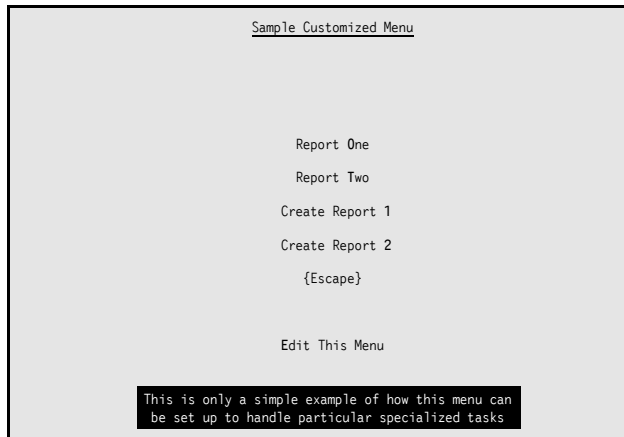 Sample Customized Menu
Report One
Report Two
Create Report 1
Create Report 2
{Escape}
Edit This Menu
This is only a simple example of how this menu can
be set up to handle particular specialized tasks